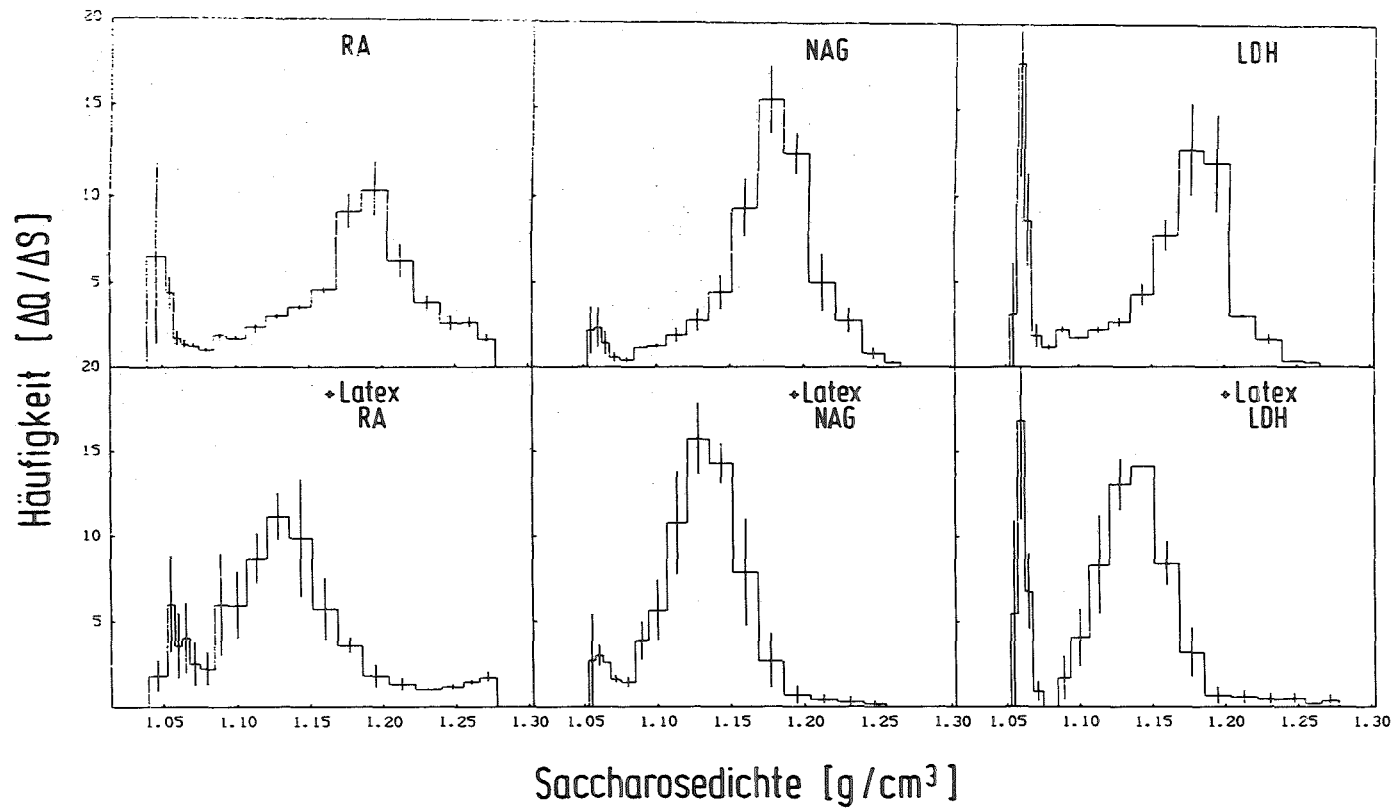 20
RA
NAG
LDH
15
10
5
20
+Latex
RA
+Latex
NAG
+Latex
LDH
15
10
5
1.05 1.10 1.15 1.20 1.25 1.30 1.05 1.10 1.15 1.20 1.25 1.30 1.05 1.10 1.15 1.20 1.25 1.30
Häufigkeit [ΔQ/ΔS]
Saccharosedichte [g/cm³]